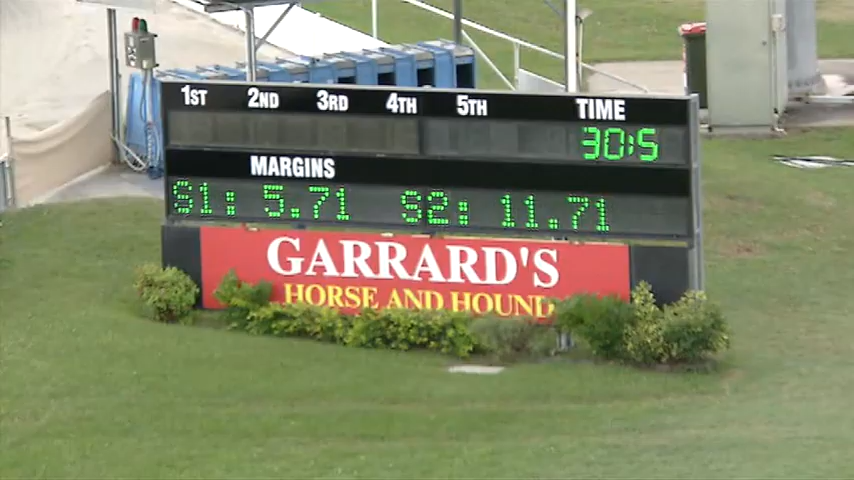 1ST 2ND 3RD 4TH 5TH TIME
30:5
MARGINS
S1: 5.71 S2: 11.71
GARRARD'S
HORSE AND HOUND